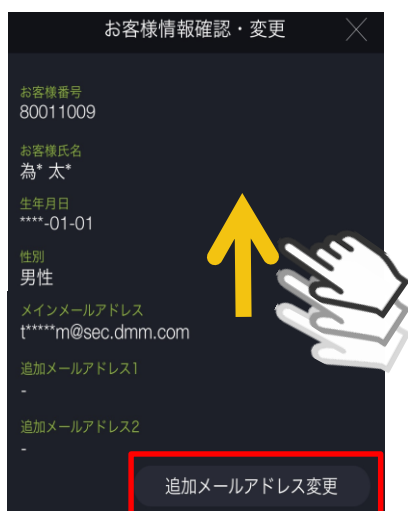 お客様情報確認・変更
お客様番号
80011009
お客様氏名
為* 太*
生年月日
****-01-01
性別
男性
メインメールアドレス
t*****m@sec.dmm.com
追加メールアドレス1
-
追加メールアドレス2
-
追加メールアドレス変更